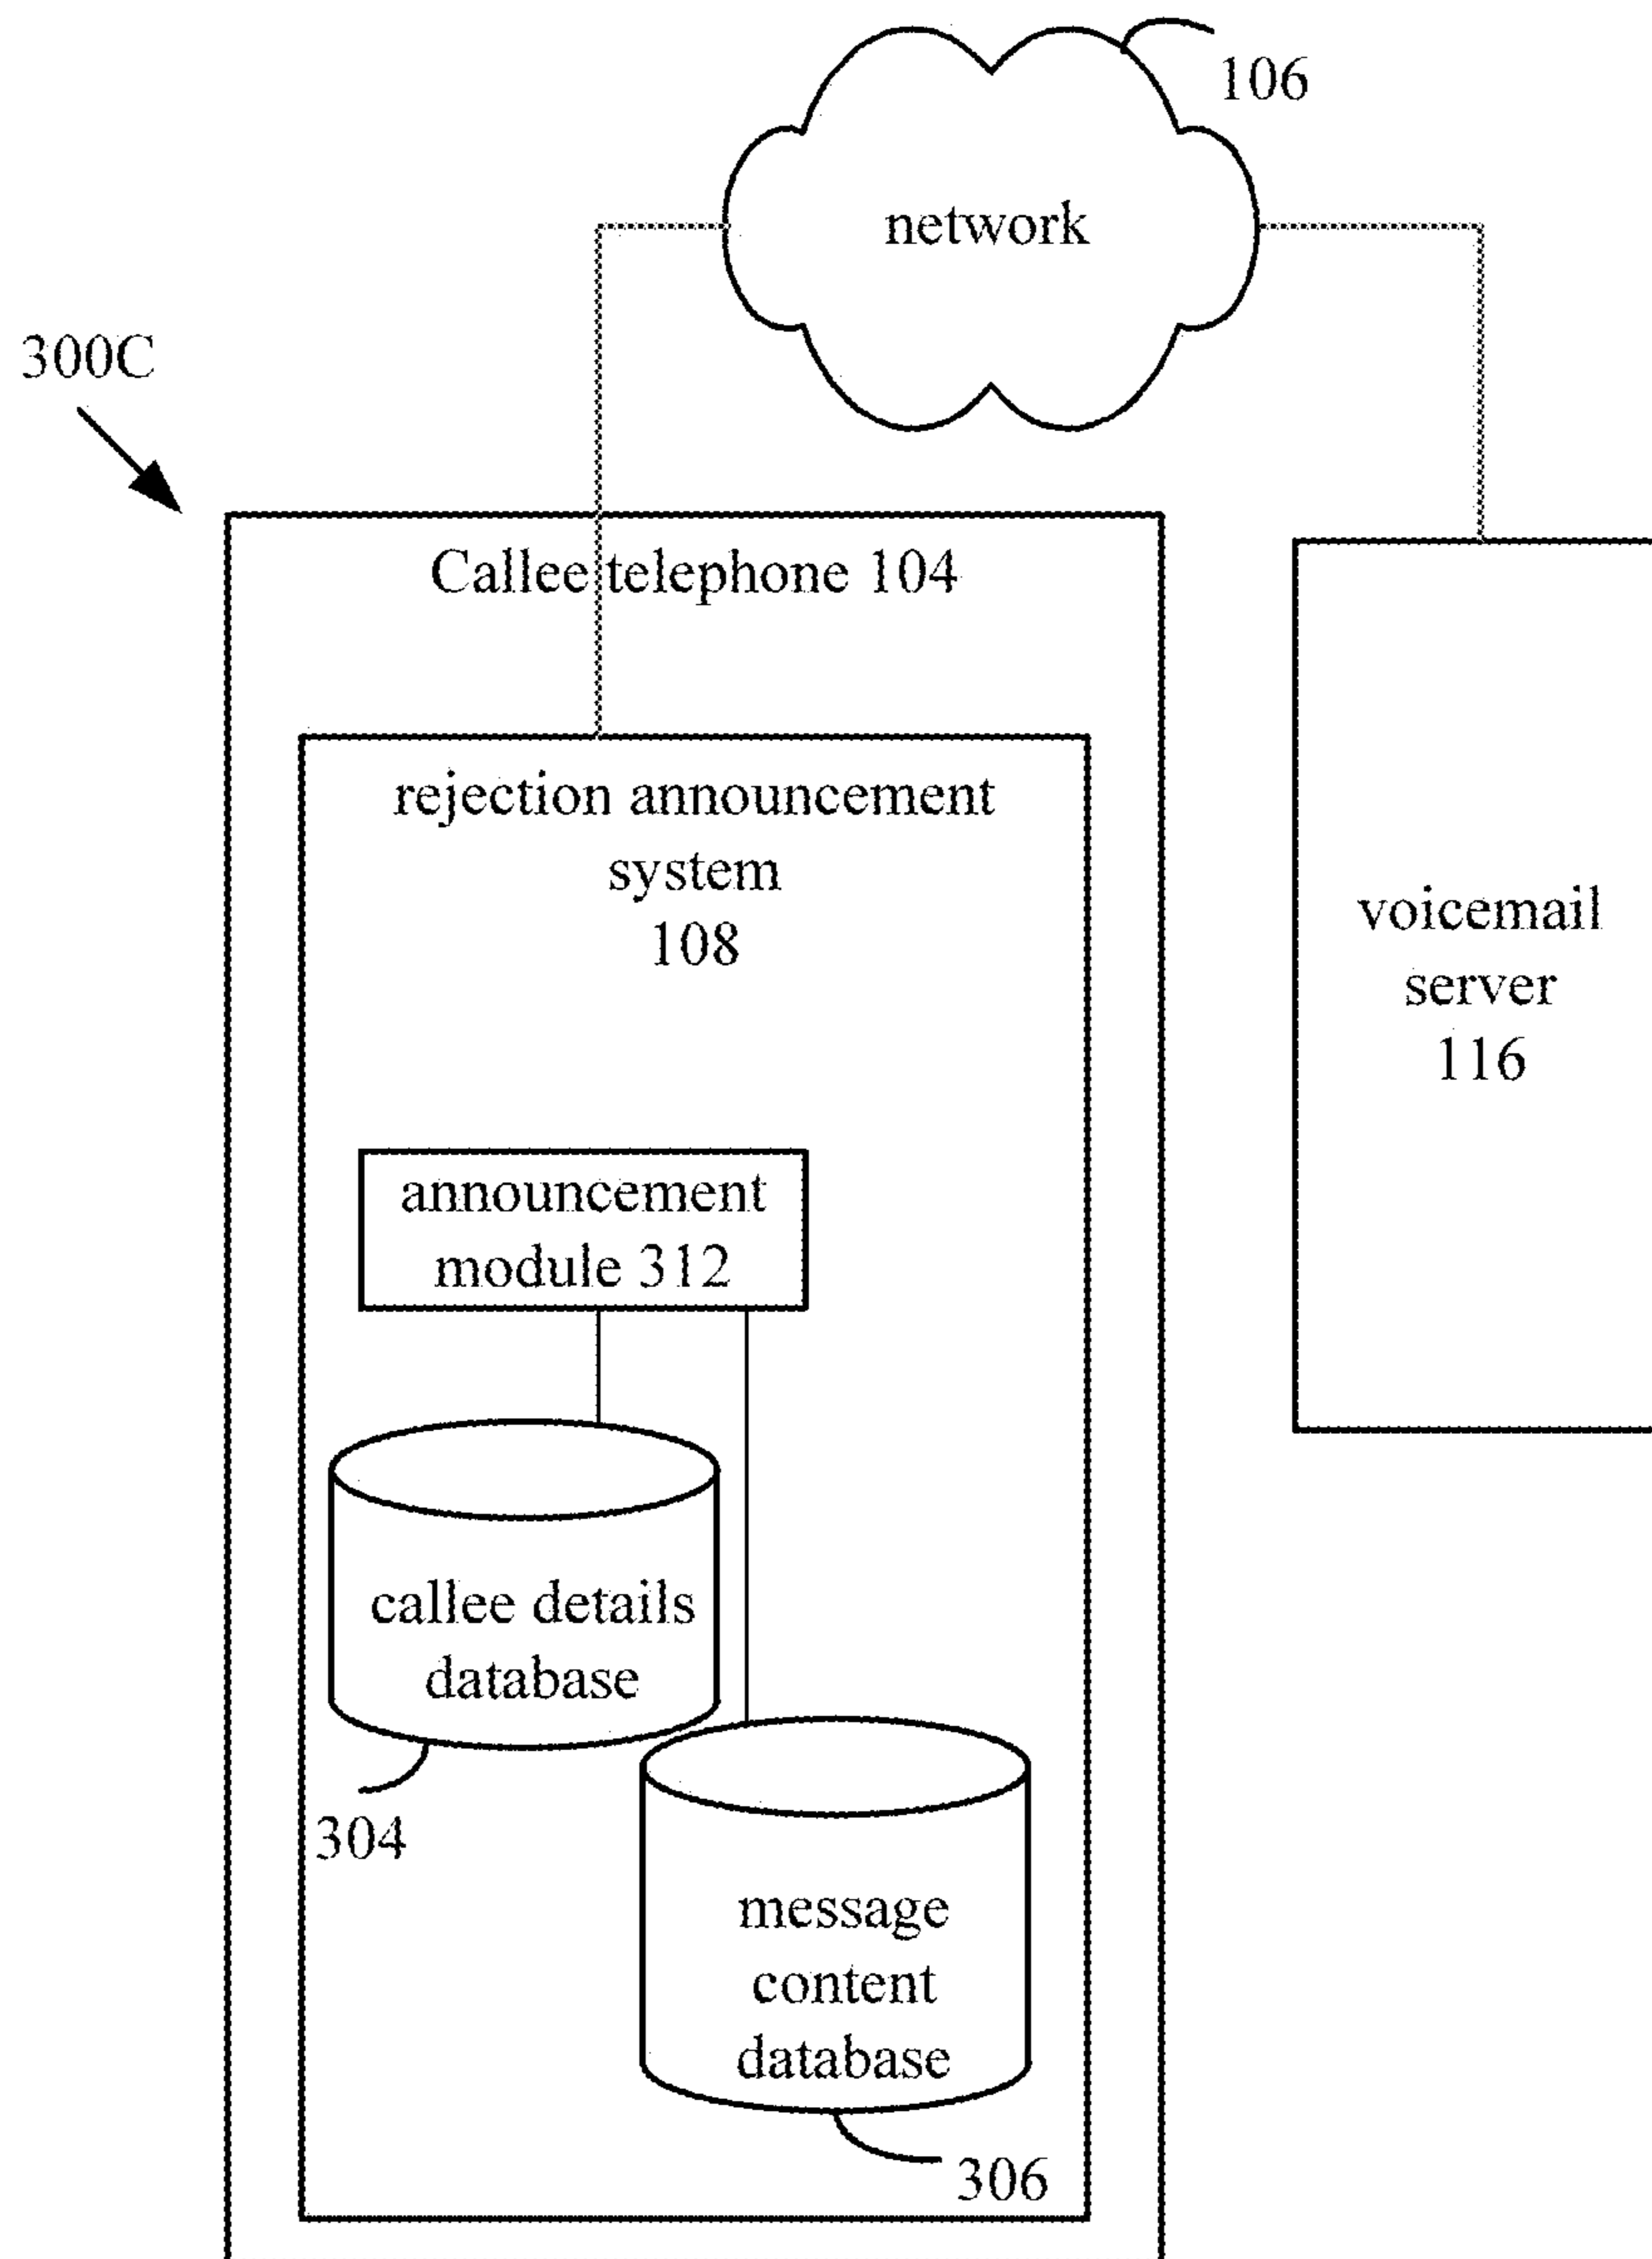 106
network
300C
Callee telephone 104
rejection announcement
system
108
voicemail
server
116
announcement
module 312
callee details
database
304
message
content
database
306